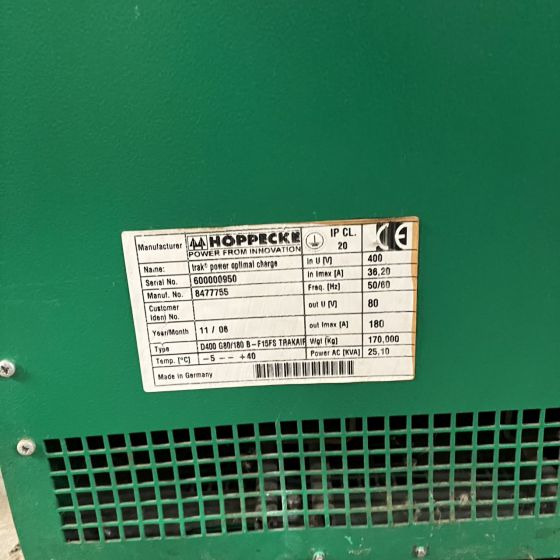 Manufacturer HOPPECKE
POWER FROM INNOVATION
IP CL.
20
CE
Name: trak® power optimal charge
Serial No. 600000950
Manuf. No. 8477755
Customer
Ident No.
Year/Month 11 / 06
Type D400 G80/180 B-F15FS TRAKAIR
Temp. [°C] -5 -- +40
Made in Germany
In U [V] 400
In Imax [A] 36,20
Freq. [Hz] 50/60
out U [V] 80
out Imax [A] 180
Wgt [Kg] 170,000
Power AC [KVA] 25,10